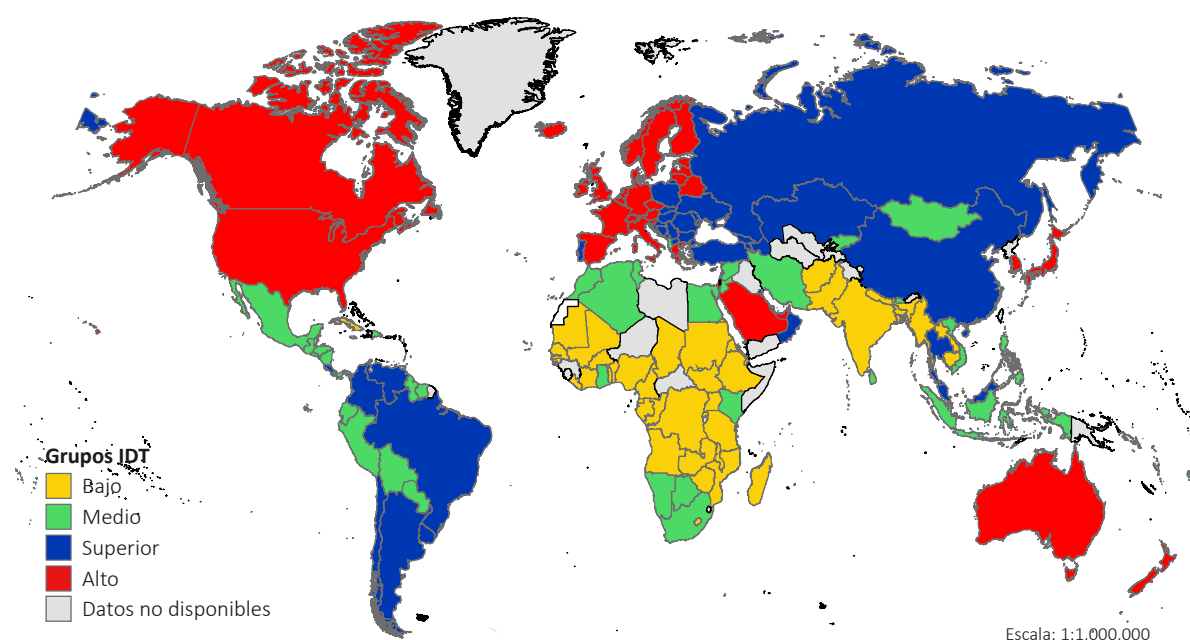 Grupos IDT
Bajo
Medio
Superior
Alto
Datos no disponibles
Escala: 1:1.000.000